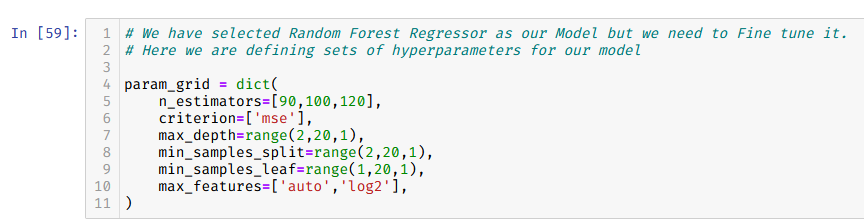 In [59]:
1 # We have selected Random Forest Regressor as our Model but we need to Fine tune it.
2 # Here we are defining sets of hyperparameters for our model
3
4 param_grid = dict(
5     n_estimators=[90,100,120],
6     criterion=['mse'],
7     max_depth=range(2,20,1),
8     min_samples_split=range(2,20,1),
9     min_samples_leaf=range(1,20,1),
10     max_features=['auto','log2'],
11 )